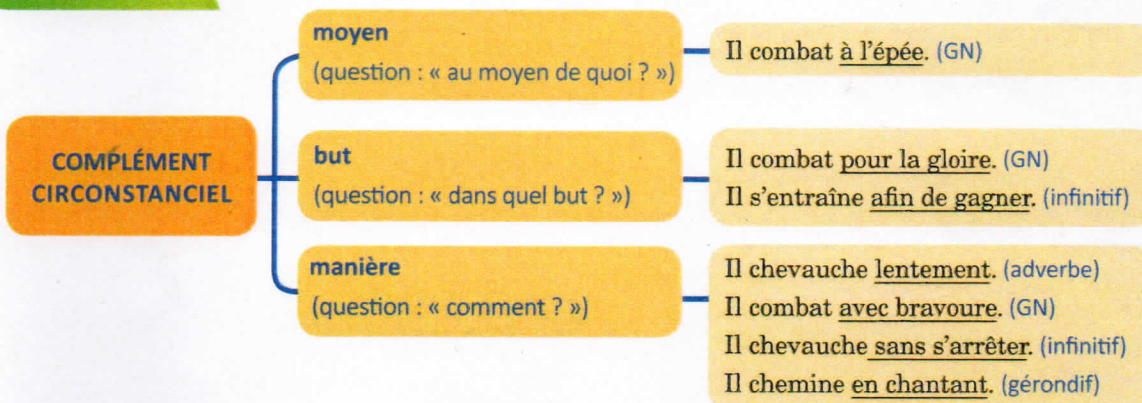 moyen
(question : « au moyen de quoi ? »)
Il combat à l'épée. (GN)
COMPLÉMENT
CIRCONSTANCIEL
but
(question : « dans quel but ? »)
Il combat pour la gloire. (GN)
Il s'entraîne afin de gagner. (infinitif)
manière
(question : « comment ? »)
Il chevauche lentement. (adverbe)
Il combat avec bravoure. (GN)
Il chevauche sans s'arrêter. (infinitif)
Il chemine en chantant. (gérondif)